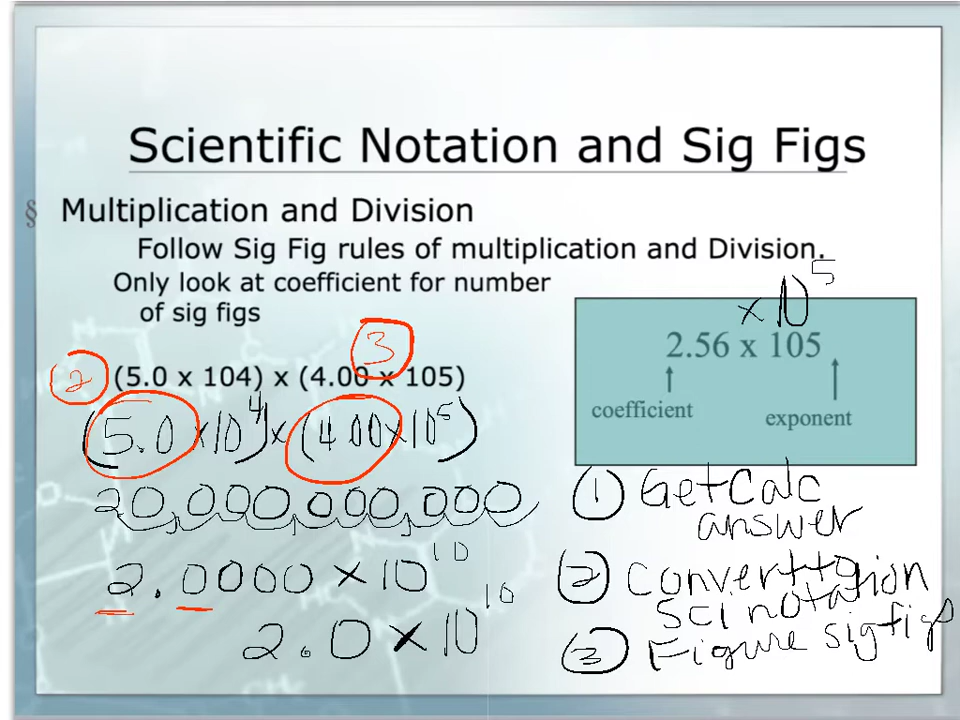 Scientific Notation and Sig Figs
§ Multiplication and Division
Follow Sig Fig rules of multiplication and Division.
Only look at coefficient for number
of sig figs
x 10^5
2.56 x 105
coefficient
exponent
3
2
(5.0 x 104) x (4.00 x 105)
(5.0 x 10^4) x (4.00 x 10^5)
20,000,000,000
2.0000 x 10^10
2.0 x 10^10
1 Get Calc
answer
2 Convert to
sci notation
3 Figure sig figs